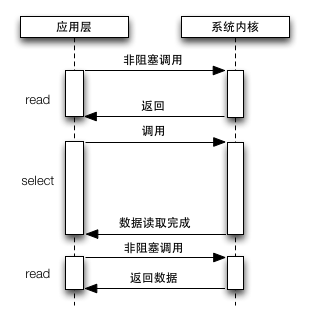 应用层 系统内核
非阻塞调用
read
返回
调用
select
数据读取完成
非阻塞调用
read
返回数据